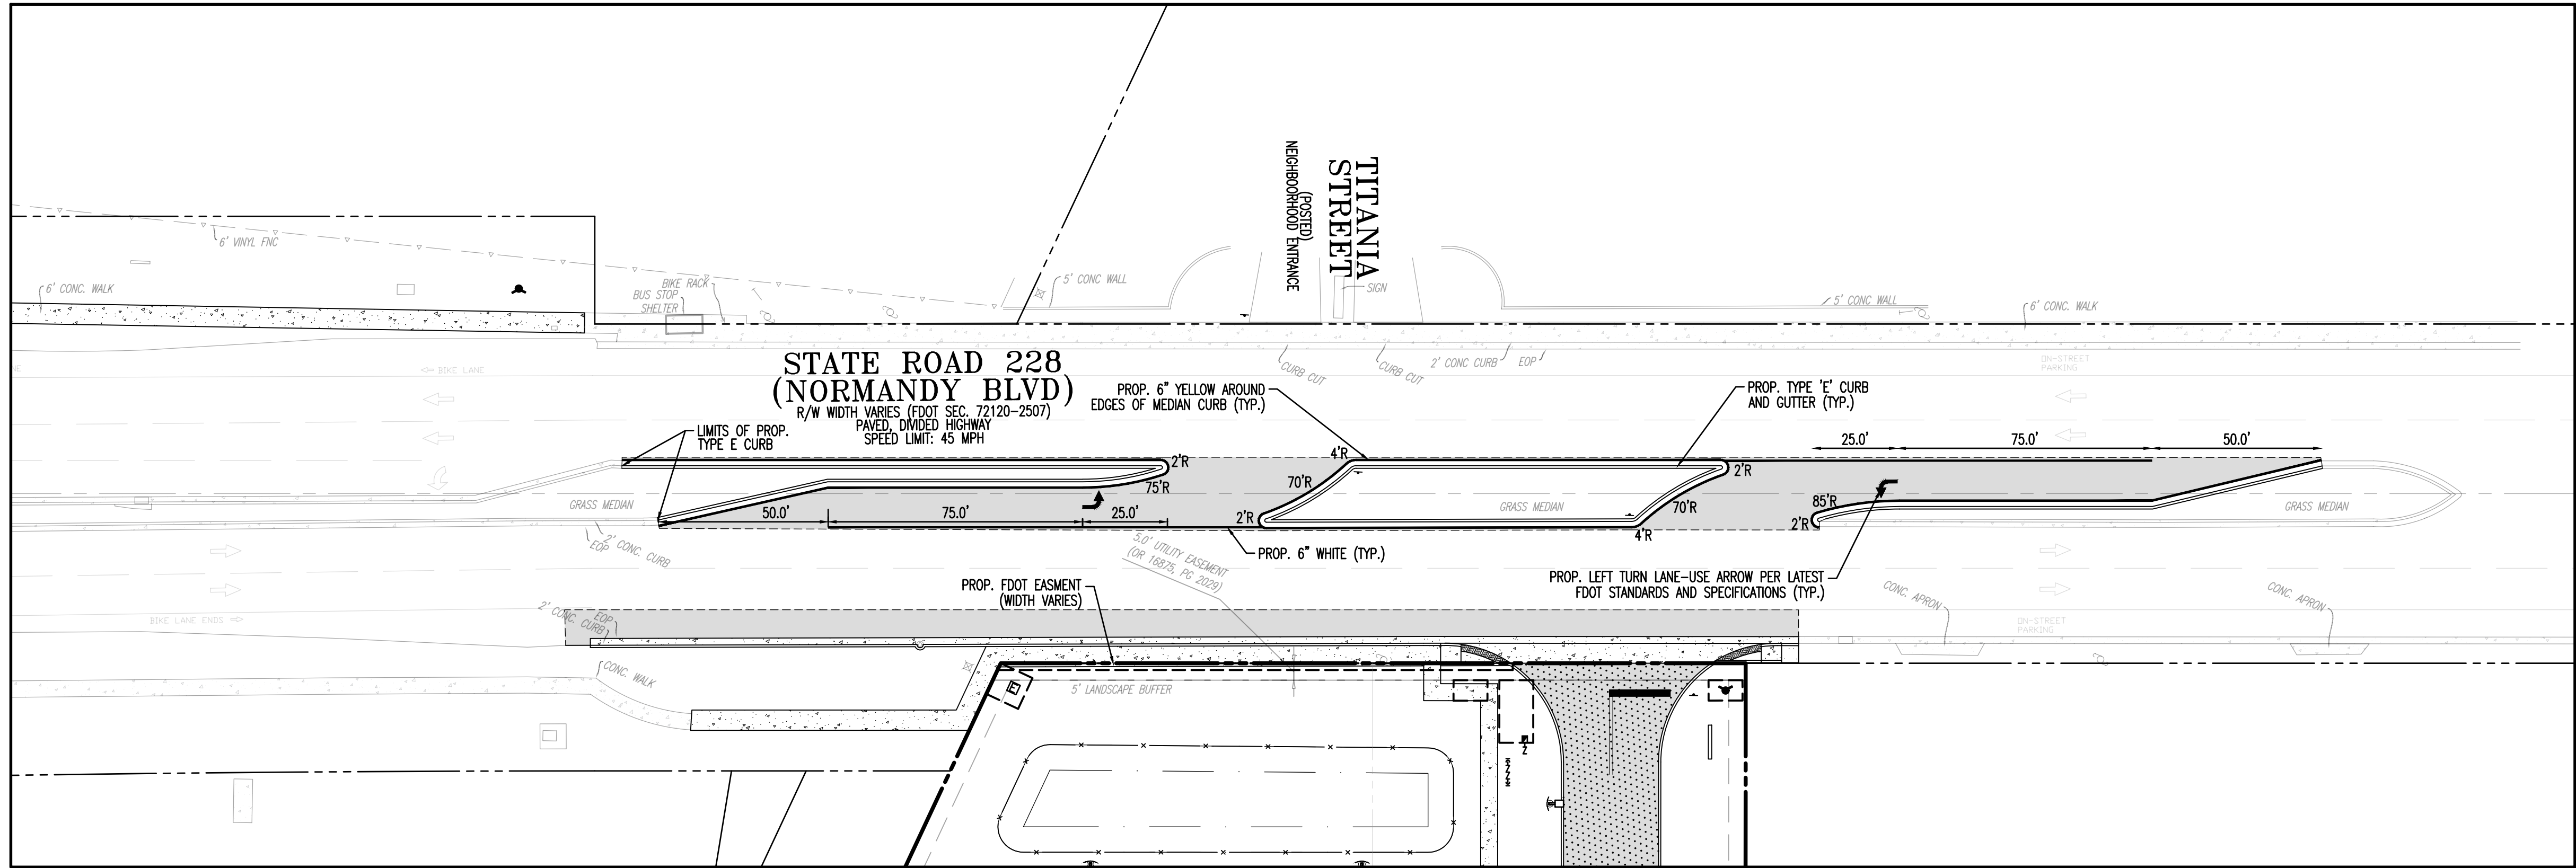 TITANIA
STREET
(POSTED)
NEIGHBOORHOOD ENTRANCE
SIGN
6' VINYL FNC
6' CONC. WALK
BUS STOP
SHELTER
BIKE RACK
5' CONC WALL
5' CONC WALL
6' CONC. WALK
STATE ROAD 228
(NORMANDY BLVD)
R/W WIDTH VARIES (FDOT SEC. 72120-2507)
PAVED, DIVIDED HIGHWAY
SPEED LIMIT: 45 MPH
BIKE LANE
CURB CUT
CURB CUT
2' CONC CURB
EOP
ON-STREET
PARKING
PROP. 6" YELLOW AROUND
EDGES OF MEDIAN CURB (TYP.)
PROP. TYPE 'E' CURB
AND GUTTER (TYP.)
LIMITS OF PROP.
TYPE E CURB
25.0'
75.0'
50.0'
2'R
75'R
4'R
70'R
2'R
2'R
70'R
4'R
85'R
2'R
GRASS MEDIAN
GRASS MEDIAN
GRASS MEDIAN
50.0'
75.0'
25.0'
2' CONC. CURB
EOP
5.0' UTILITY EASEMENT
(OR 16875, PG 2029)
PROP. 6" WHITE (TYP.)
PROP. FDOT EASMENT
(WIDTH VARIES)
PROP. LEFT TURN LANE-USE ARROW PER LATEST
FDOT STANDARDS AND SPECIFICATIONS (TYP.)
CONC. APRON
CONC. APRON
BIKE LANE ENDS
2' CONC. CURB
EOP
ON-STREET
PARKING
CONC. WALK
5' LANDSCAPE BUFFER